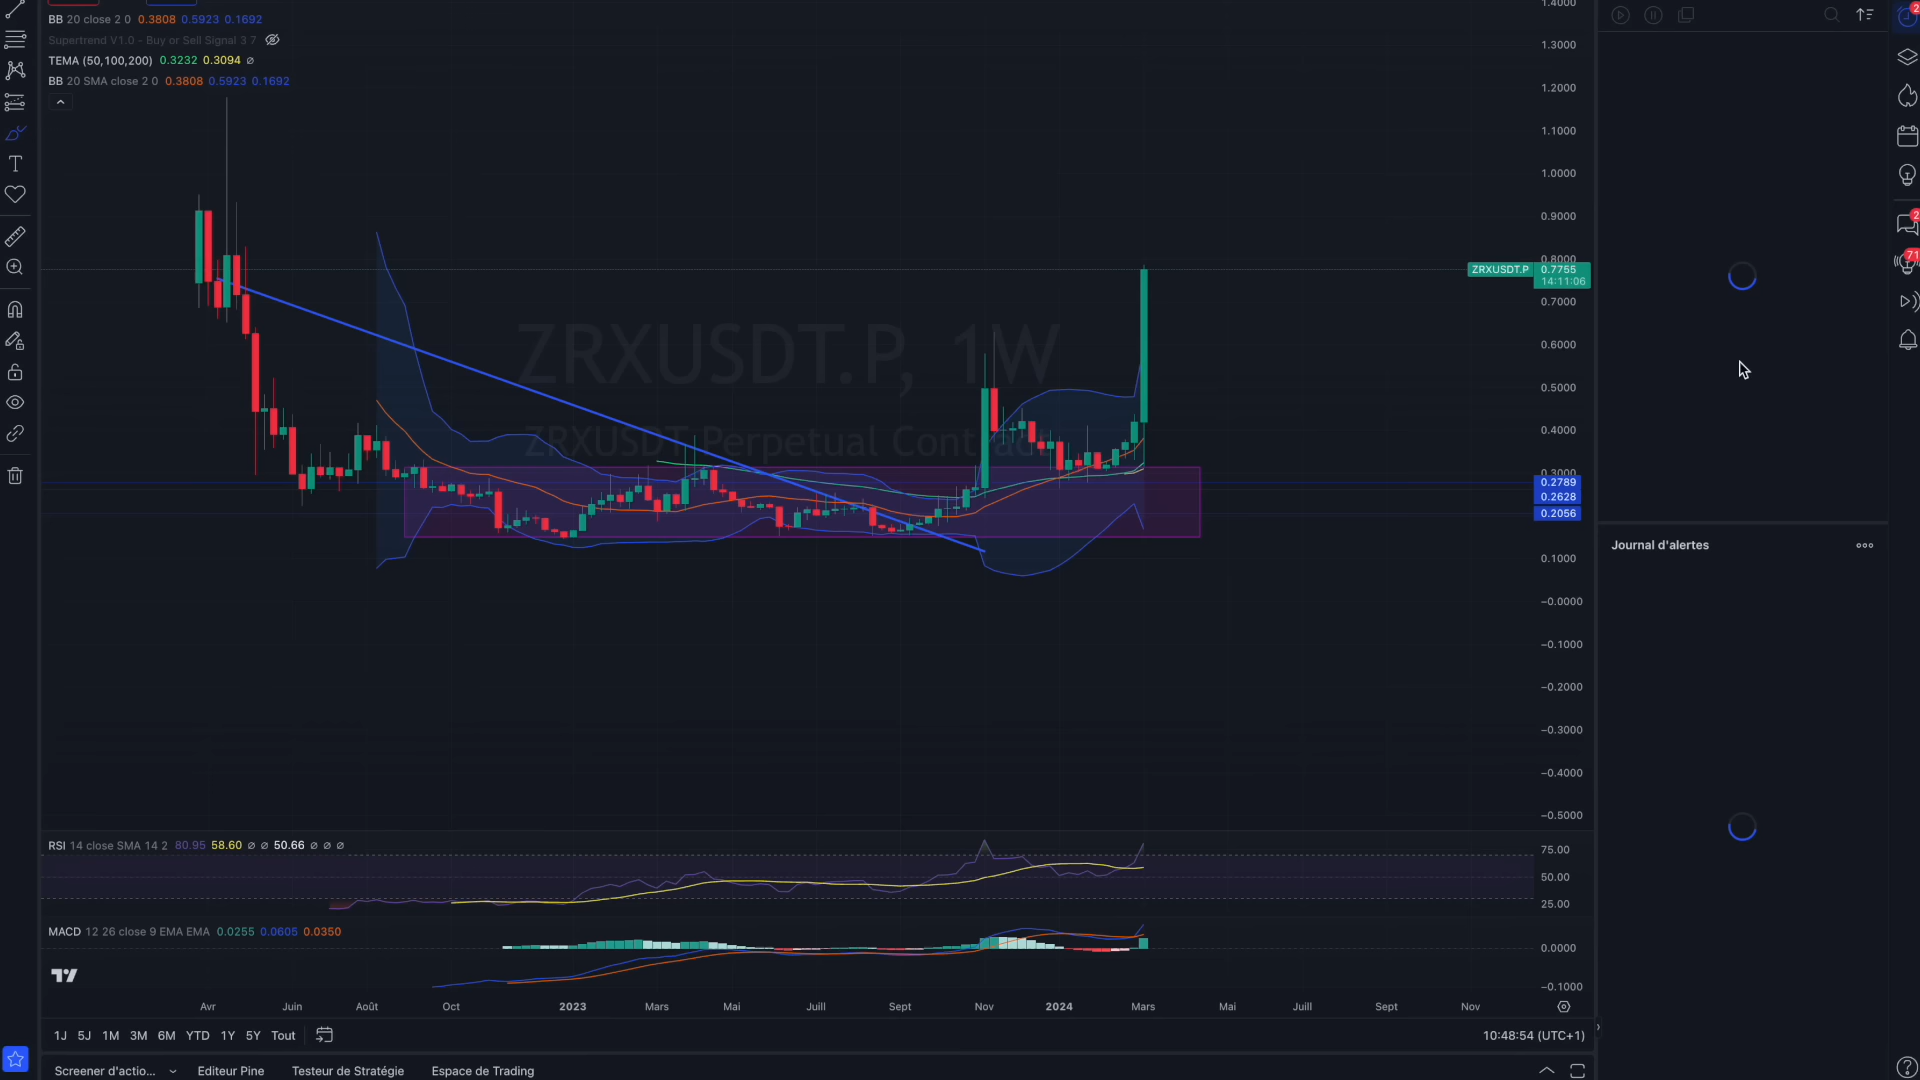 BB 20 close 2 0 0.3808 0.5923 0.1692
Supertrend V1.0 - Buy or Sell Signal 3 7
TEMA (50,100,200) 0.3232 0.3094 ∅
BB 20 SMA close 2 0 0.3808 0.5923 0.1692
ZRXUSDT.P, 1W
ZRXUSDT Perpetual Contract
1.4000
1.3000
1.2000
1.1000
1.0000
0.9000
0.8000
ZRXUSDT.P 0.7755
14:11:06
0.7000
0.6000
0.5000
0.4000
0.3000
0.2789
0.2628
0.2056
0.1000
−0.0000
−0.1000
−0.2000
−0.3000
−0.4000
−0.5000
RSI 14 close SMA 14 2 80.95 58.60 ∅ ∅ 50.66 ∅ ∅ ∅
75.00
50.00
25.00
MACD 12 26 close 9 EMA EMA 0.0255 0.0605 0.0350
0.0000
−0.1000
Avr Juin Août Oct 2023 Mars Mai Juill Sept Nov 2024 Mars Mai Juill Sept Nov
1J 5J 1M 3M 6M YTD 1Y 5Y Tout
10:48:54 (UTC+1)
Screener d'actio... Editeur Pine Testeur de Stratégie Espace de Trading
Journal d'alertes
2
2
71